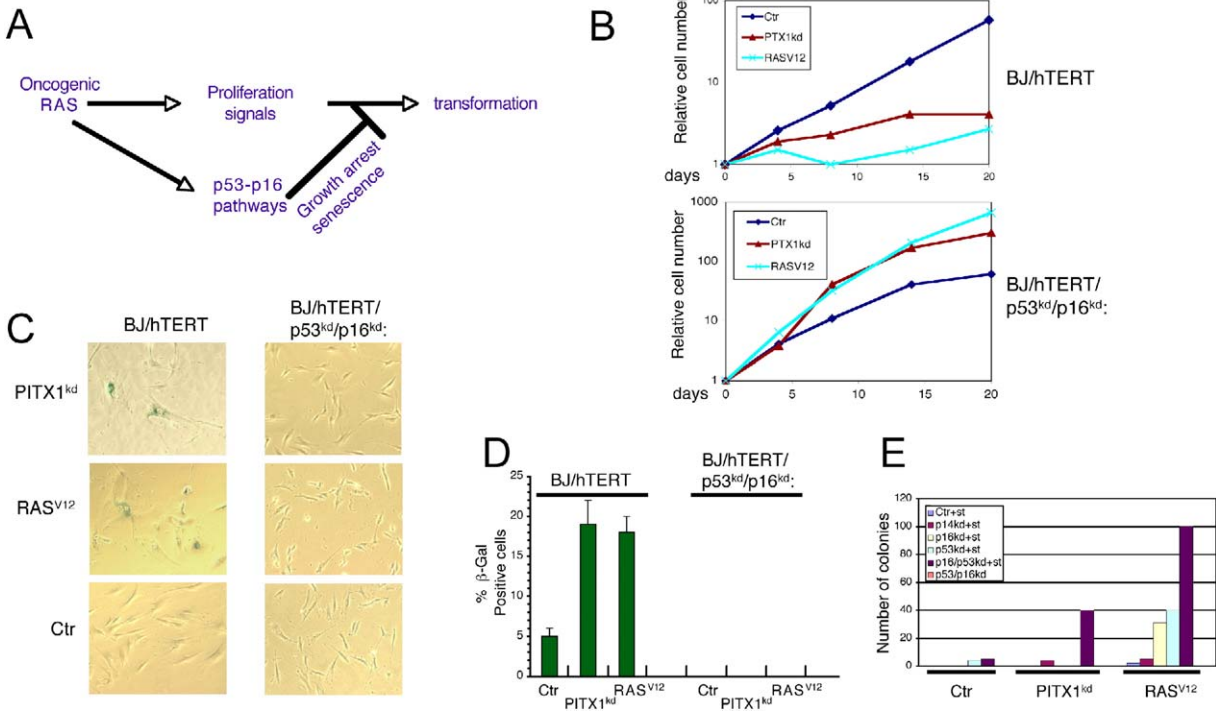 A
Oncogenic
RAS
Proliferation
signals
transformation
p53-p16
pathways
Growth arrest
senescence
B
Relative cell number
100
10
1
Ctr
PTX1kd
RASV12
BJ/hTERT
days
0
5
10
15
20
Relative cell number
1000
100
10
1
Ctr
PTX1kd
RASV12
BJ/hTERT/
p53kd/p16kd:
days
0
5
10
15
20
C
BJ/hTERT
BJ/hTERT/
p53kd/p16kd:
PITX1kd
RASV12
Ctr
D
BJ/hTERT
BJ/hTERT/
p53kd/p16kd:
% β-Gal
Positive cells
25
20
15
10
5
0
Ctr
PITX1kd
RASV12
Ctr
PITX1kd
RASV12
E
Number of colonies
120
100
80
60
40
20
0
Ctr+st
p14kd+st
p16kd+st
p53kd+st
p16/p53kd+st
p53/p16kd
Ctr
PITX1kd
RASV12